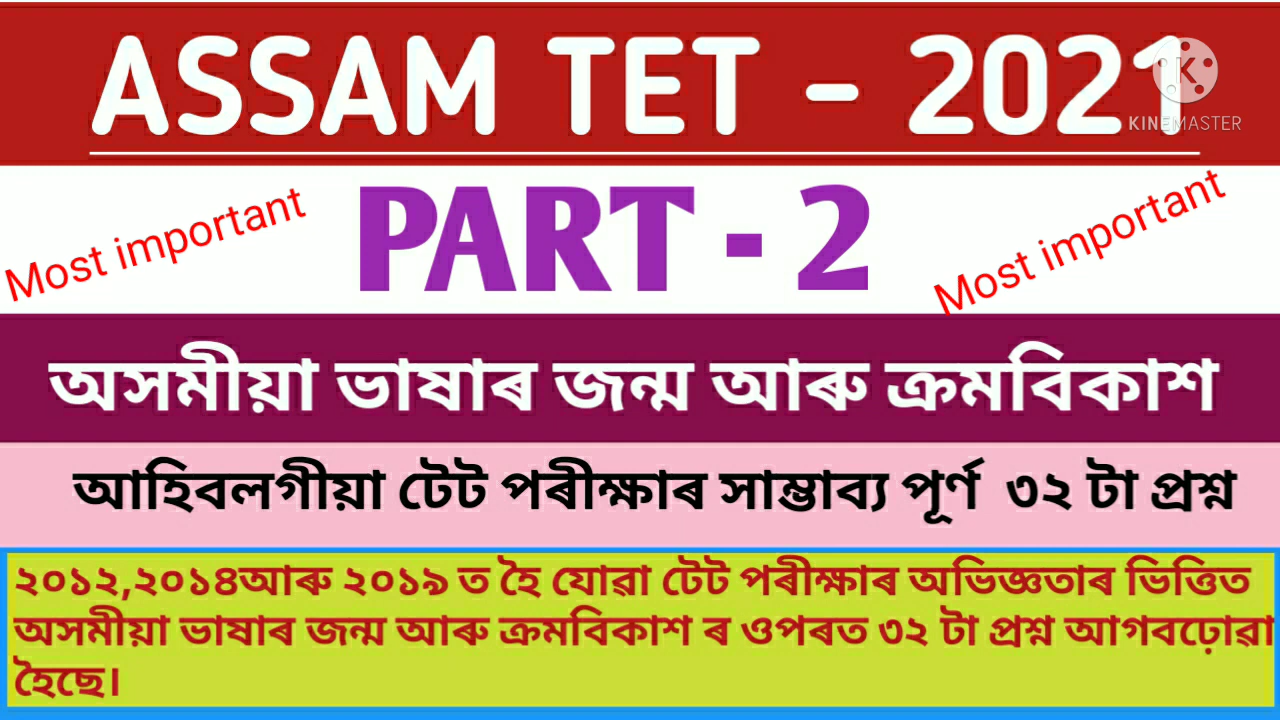 ASSAM TET - 2021
KINEMASTER
Most important
PART - 2
Most important
অসমীয়া ভাষাৰ জন্ম আৰু ক্ৰমবিকাশ
আহিবলগীয়া টেট পৰীক্ষাৰ সাম্ভাব্য পূৰ্ণ ৩২ টা প্ৰশ্ন
২০১২,২০১৪আৰু ২০১৯ ত হৈ যোৱা টেট পৰীক্ষাৰ অভিজ্ঞতাৰ ভিত্তিত
অসমীয়া ভাষাৰ জন্ম আৰু ক্ৰমবিকাশ ৰ ওপৰত ৩২ টা প্ৰশ্ন আগবঢ়োৱা
হৈছে।